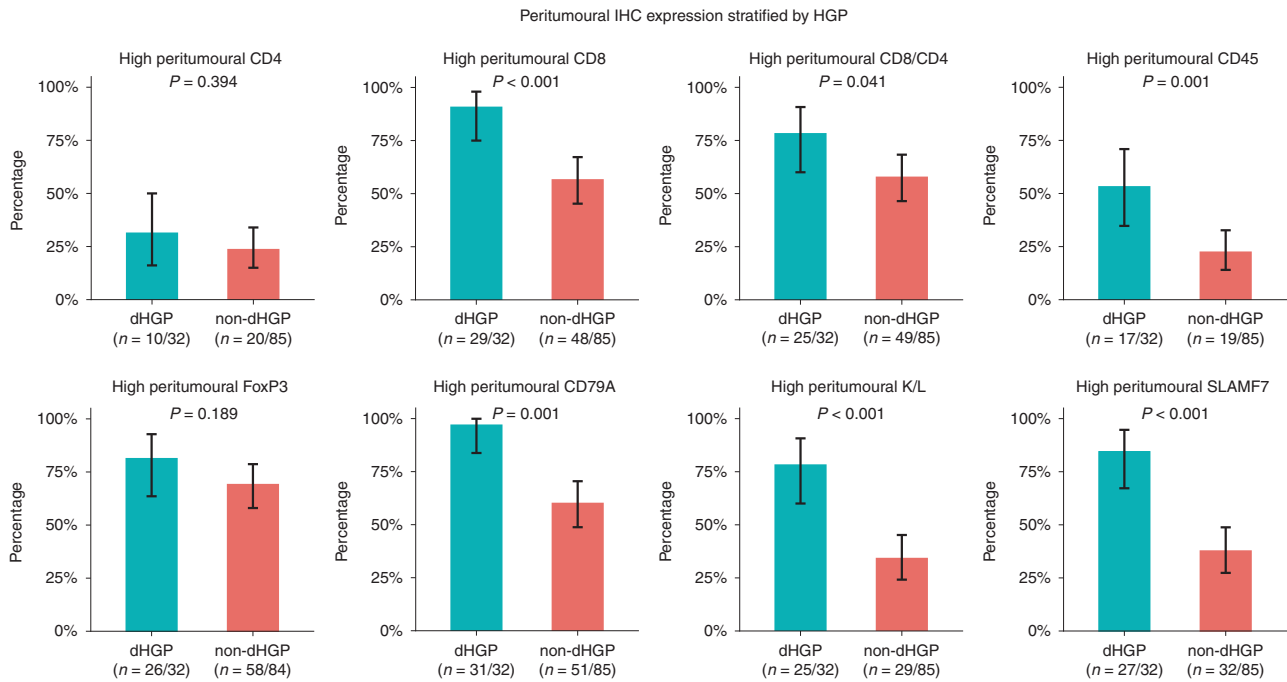 Peritumoural IHC expression stratified by HGP
High peritumoural CD4
P = 0.394
100%
75%
50%
25%
0%
Percentage
dHGP
(n = 10/32)
non-dHGP
(n = 20/85)
High peritumoural CD8
P < 0.001
100%
75%
50%
25%
0%
Percentage
dHGP
(n = 29/32)
non-dHGP
(n = 48/85)
High peritumoural CD8/CD4
P = 0.041
100%
75%
50%
25%
0%
Percentage
dHGP
(n = 25/32)
non-dHGP
(n = 49/85)
High peritumoural CD45
P = 0.001
100%
75%
50%
25%
0%
Percentage
dHGP
(n = 17/32)
non-dHGP
(n = 19/85)
High peritumoural FoxP3
P = 0.189
100%
75%
50%
25%
0%
Percentage
dHGP
(n = 26/32)
non-dHGP
(n = 58/84)
High peritumoural CD79A
P = 0.001
100%
75%
50%
25%
0%
Percentage
dHGP
(n = 31/32)
non-dHGP
(n = 51/85)
High peritumoural K/L
P < 0.001
100%
75%
50%
25%
0%
Percentage
dHGP
(n = 25/32)
non-dHGP
(n = 29/85)
High peritumoural SLAMF7
P < 0.001
100%
75%
50%
25%
0%
Percentage
dHGP
(n = 27/32)
non-dHGP
(n = 32/85)